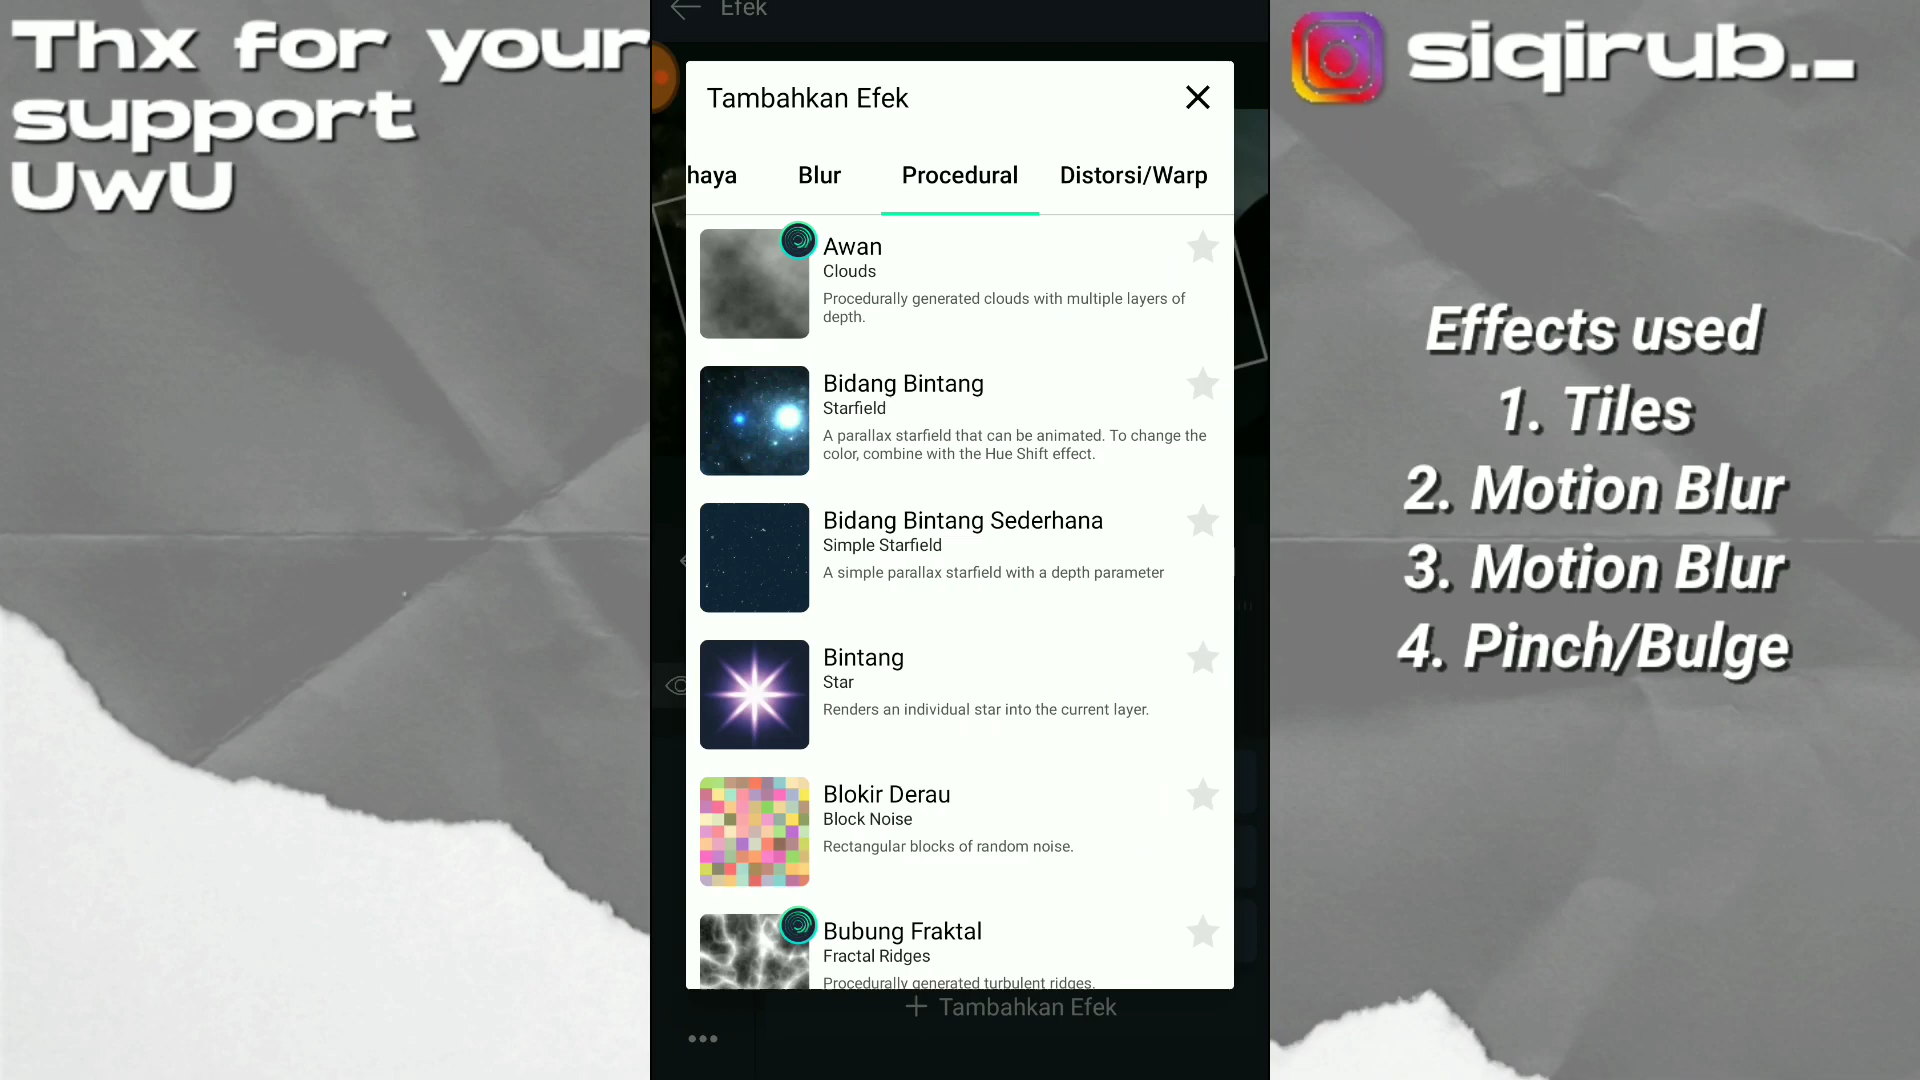 Thx for your
support
UwU
Efek
Tambahkan Efek
haya
Blur
Procedural
Distorsi/Warp
Awan
Clouds
Procedurally generated clouds with multiple layers of
depth.
Bidang Bintang
Starfield
A parallax starfield that can be animated. To change the
color, combine with the Hue Shift effect.
Bidang Bintang Sederhana
Simple Starfield
A simple parallax starfield with a depth parameter
Bintang
Star
Renders an individual star into the current layer.
Blokir Derau
Block Noise
Rectangular blocks of random noise.
Bubung Fraktal
Fractal Ridges
Procedurally generated turbulent ridges.
+ Tambahkan Efek
siqirub._
Effects used
1. Tiles
2. Motion Blur
3. Motion Blur
4. Pinch/Bulge